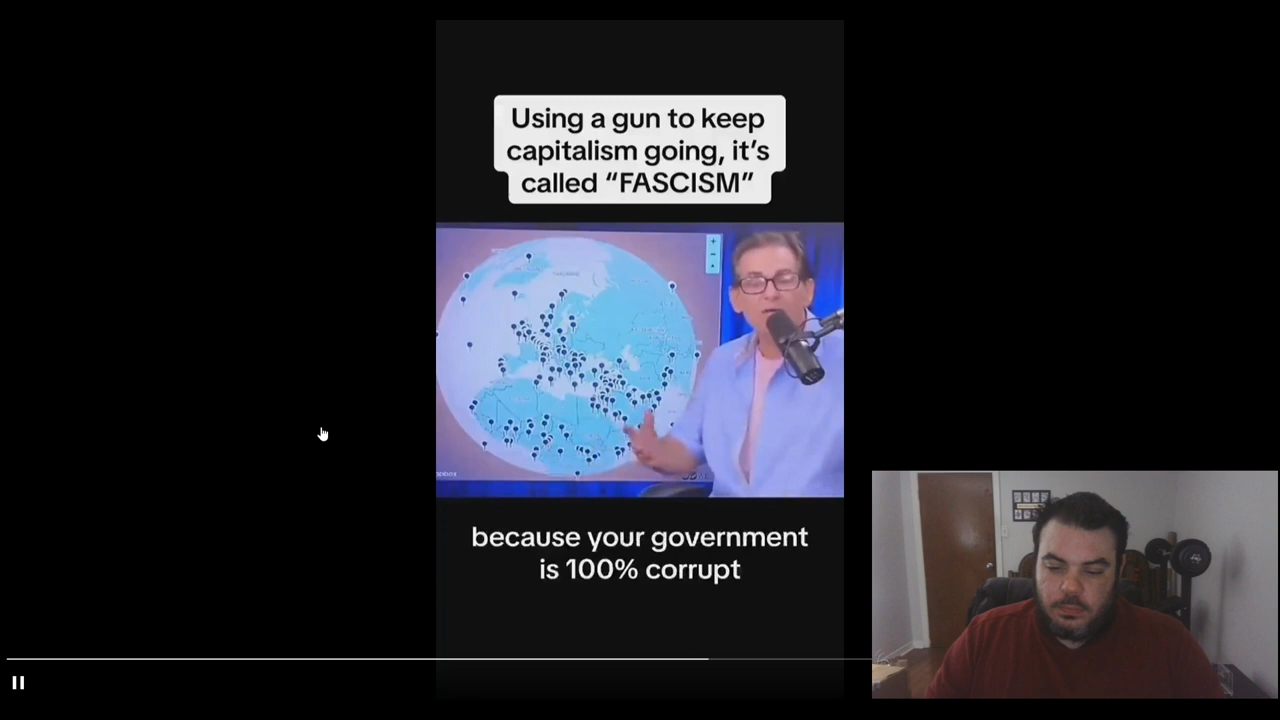 Using a gun to keep
capitalism going, it’s
called “FASCISM”
because your government
is 100% corrupt